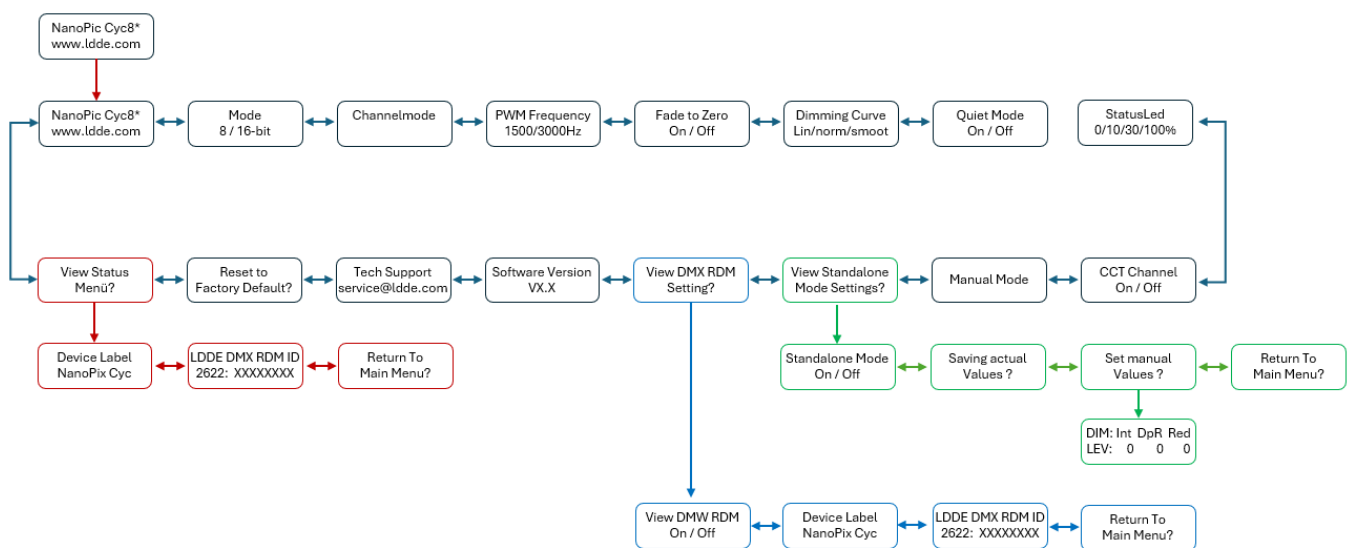 NanoPic Cyc8*
www.ldde.com
NanoPic Cyc8*
www.ldde.com
Mode
8 / 16-bit
Channelmode
PWM Frequency
1500/3000Hz
Fade to Zero
On / Off
Dimming Curve
Lin/norm/smoot
Quiet Mode
On / Off
StatusLed
0/10/30/100%
View Status
Menü?
Reset to
Factory Default?
Tech Support
service@ldde.com
Software Version
VX.X
View DMX RDM
Setting?
View Standalone
Mode Settings?
Manual Mode
CCT Channel
On / Off
Device Label
NanoPix Cyc
LDDE DMX RDM ID
2622: XXXXXXXX
Return To
Main Menu?
Standalone Mode
On / Off
Saving actual
Values ?
Set manual
Values ?
Return To
Main Menu?
DIM: Int DpR Red
LEV: 0 0 0
View DMW RDM
On / Off
Device Label
NanoPix Cyc
LDDE DMX RDM ID
2622: XXXXXXXX
Return To
Main Menu?